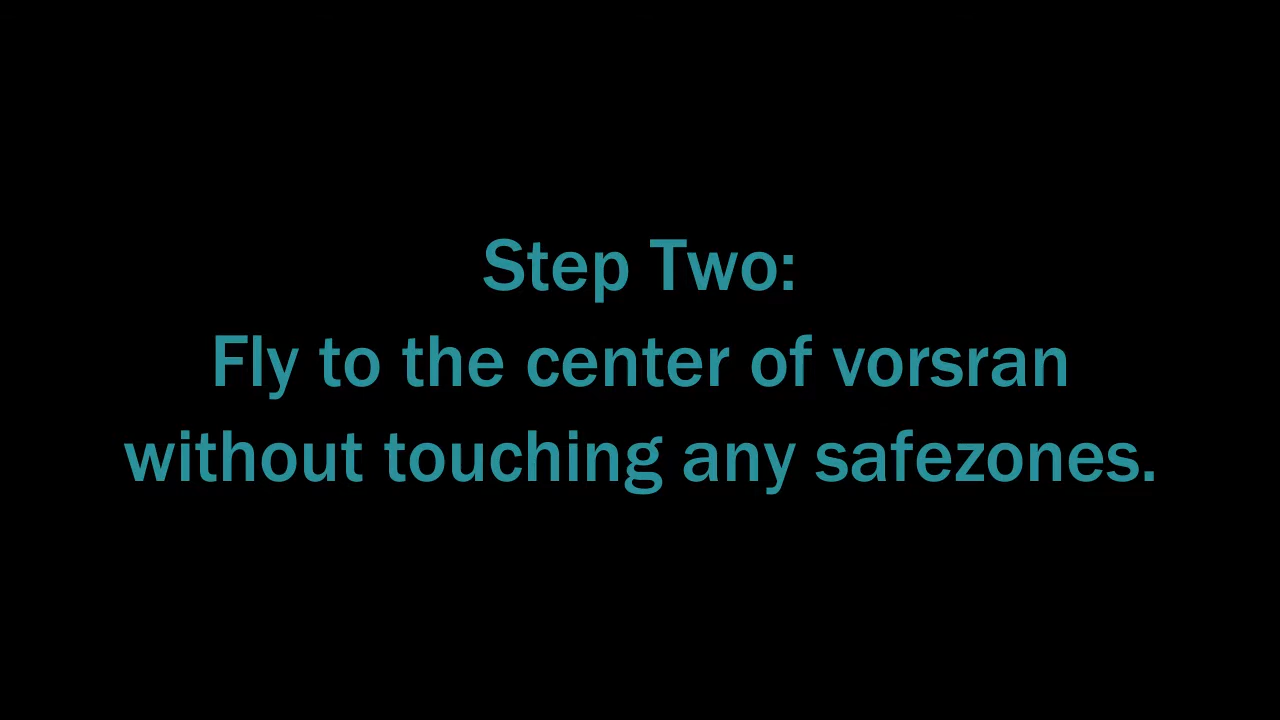 Step Two:
Fly to the center of vorsran
without touching any safezones.